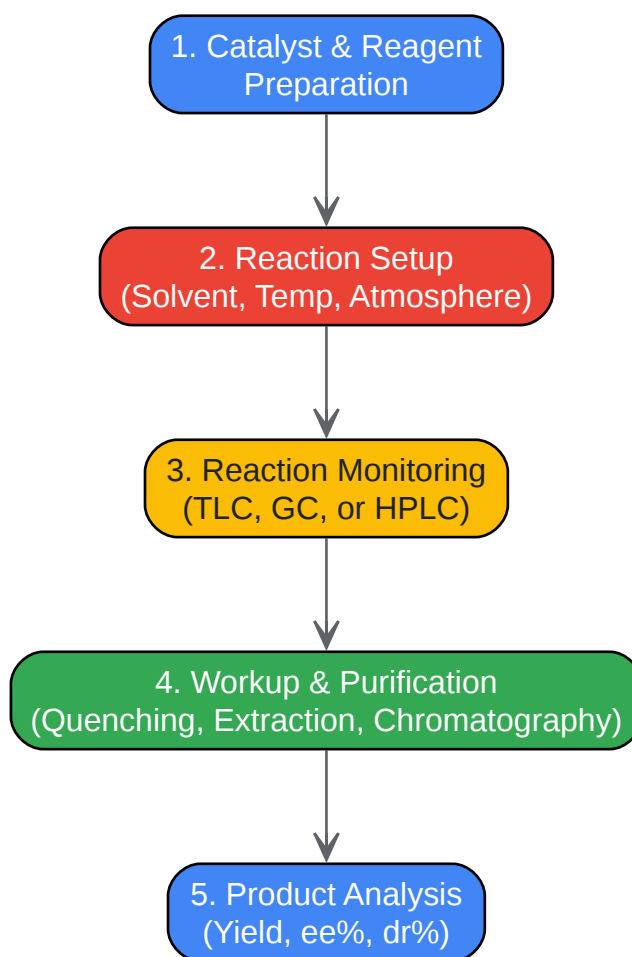 1. Catalyst & Reagent
Preparation
2. Reaction Setup
(Solvent, Temp, Atmosphere)
3. Reaction Monitoring
(TLC, GC, or HPLC)
4. Workup & Purification
(Quenching, Extraction, Chromatography)
5. Product Analysis
(Yield, ee%, dr%)